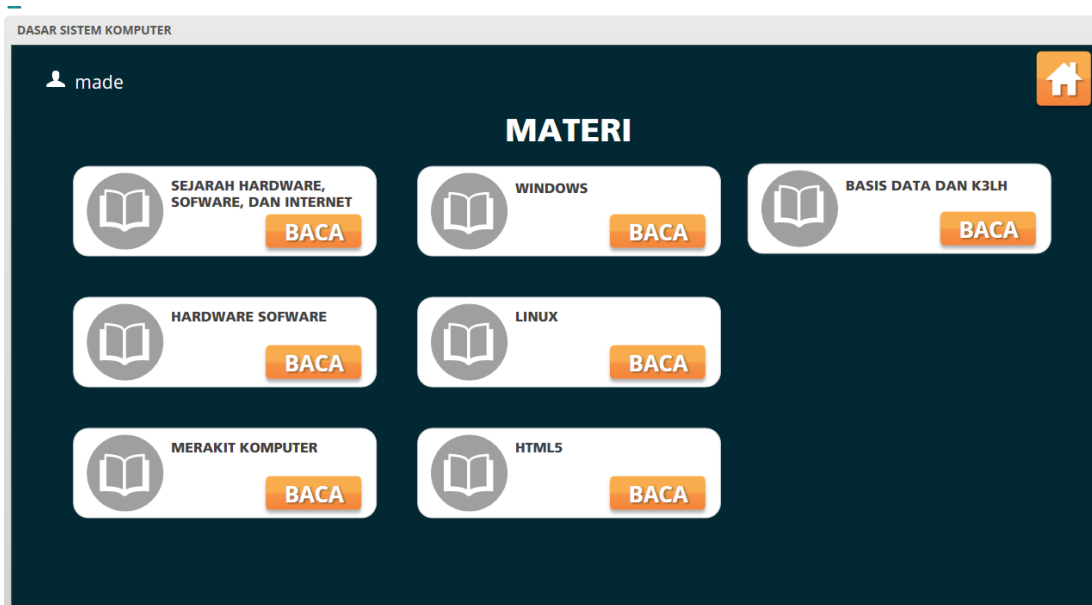 DASAR SISTEM KOMPUTER
made
MATERI
SEJARAH HARDWARE,
SOFWARE, DAN INTERNET
BACA
WINDOWS
BACA
BASIS DATA DAN K3LH
BACA
HARDWARE SOFWARE
BACA
LINUX
BACA
MERAKIT KOMPUTER
BACA
HTML5
BACA